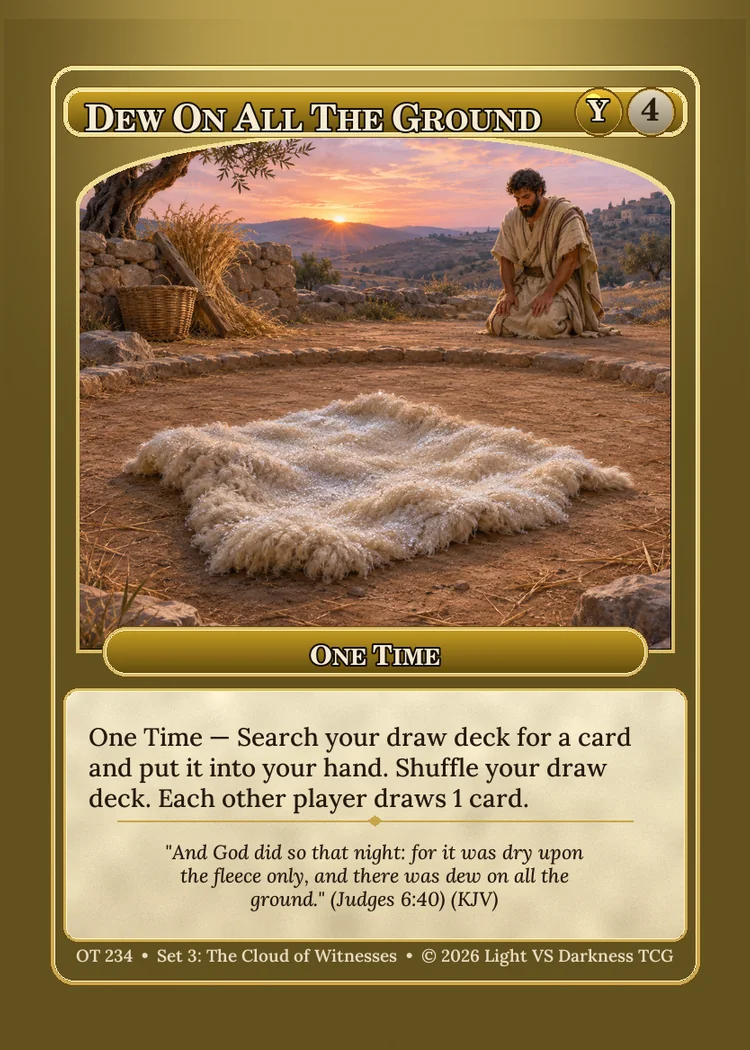 Dew On All The Ground Y 4
One Time
One Time — Search your draw deck for a card
and put it into your hand. Shuffle your draw
deck. Each other player draws 1 card.
"And God did so that night: for it was dry upon
the fleece only, and there was dew on all the
ground." (Judges 6:40) (KJV)
OT 234 • Set 3: The Cloud of Witnesses • © 2026 Light VS Darkness TCG